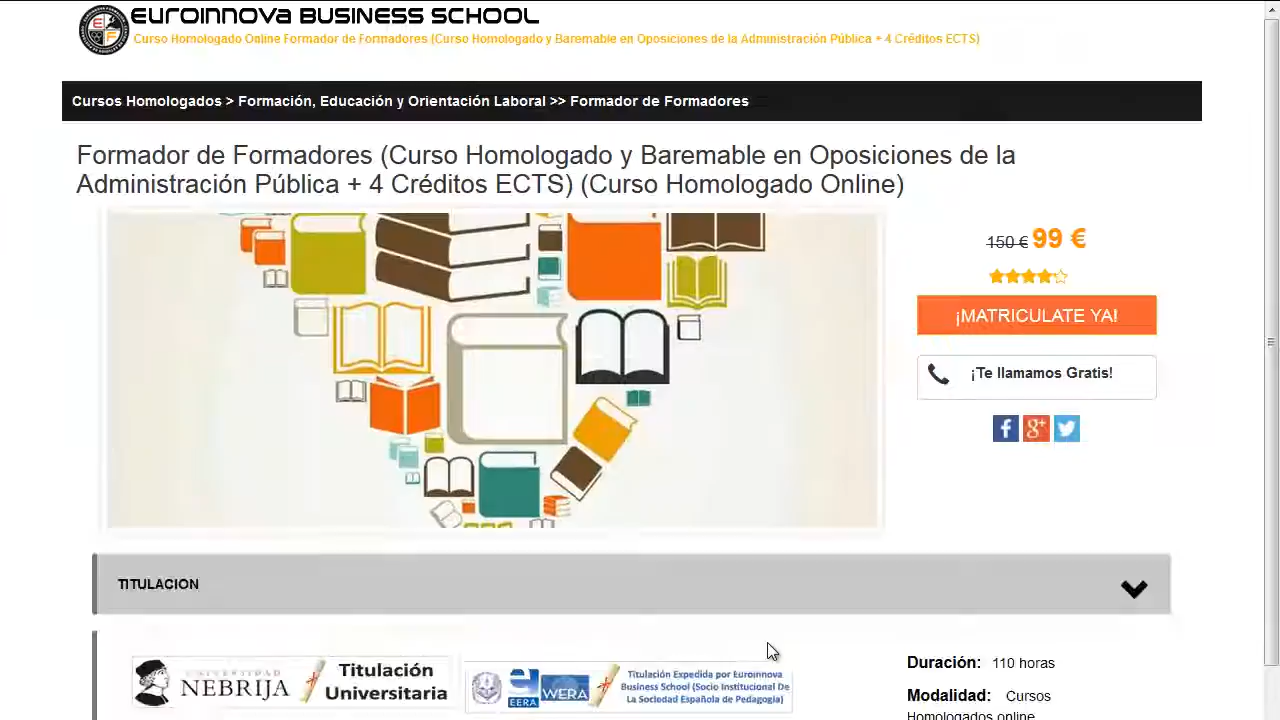 EUROINNOVA BUSINESS SCHOOL
Curso Homologado Online Formador de Formadores (Curso Homologado y Baremable en Oposiciones de la Administración Pública + 4 Créditos ECTS)
Cursos Homologados > Formación, Educación y Orientación Laboral >> Formador de Formadores
Formador de Formadores (Curso Homologado y Baremable en Oposiciones de la
Administración Pública + 4 Créditos ECTS) (Curso Homologado Online)
150 € 99 €
¡MATRICULATE YA!
¡Te llamamos Gratis!
TITULACION
UNIVERSIDAD
NEBRIJA
Titulación
Universitaria
EERA
WERA
Titulación Expedida por Euroinnova
Business School (Socio Institucional De
La Sociedad Española de Pedagogía)
Duración: 110 horas
Modalidad: Cursos
Homologados online